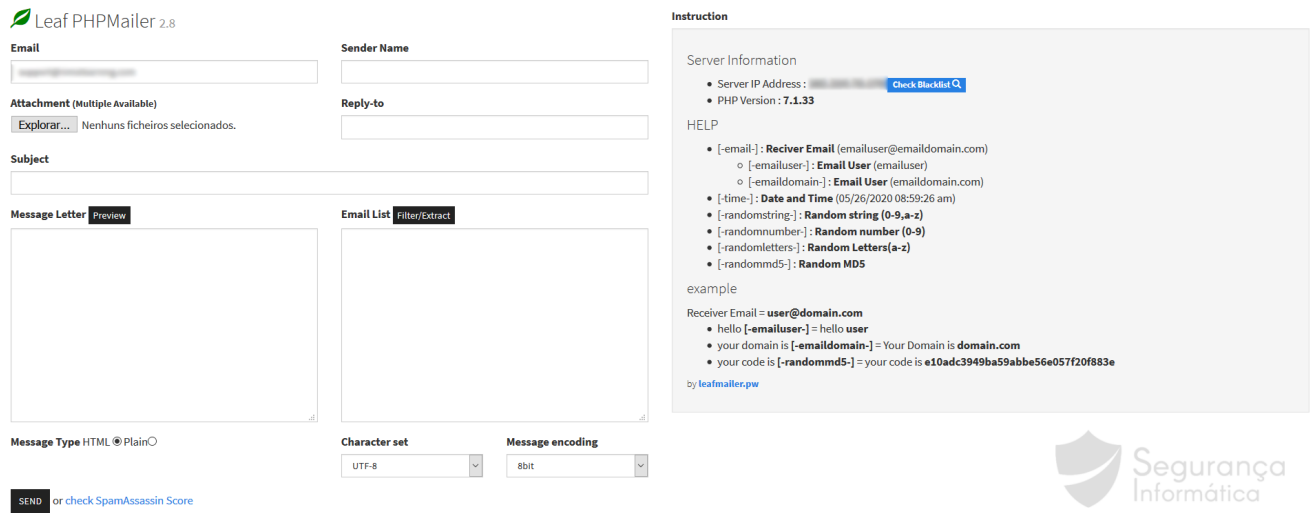 Leaf PHPMailer 2.8
Email
Sender Name
Attachment (Multiple Available)
Reply-to
Explorar... Nenhuns ficheiros selecionados.
Subject
Message Letter Preview
Email List Filter/Extract
Message Type HTML Plain
Character set
Message encoding
UTF-8
8bit
SEND or check SpamAssassin Score
Instruction
Server Information
Server IP Address : Check Blacklist
PHP Version : 7.1.33
HELP
[-email-] : Reciver Email (emailuser@emaildomain.com)
[-emailuser-] : Email User (emailuser)
[-emaildomain-] : Email User (emaildomain.com)
[-time-] : Date and Time (05/26/2020 08:59:26 am)
[-randomstring-] : Random string (0-9,a-z)
[-randomnumber-] : Random number (0-9)
[-randomletters-] : Random Letters(a-z)
[-randommd5-] : Random MD5
example
Receiver Email = user@domain.com
hello [-emailuser-] = hello user
your domain is [-emaildomain-] = Your Domain is domain.com
your code is [-randommd5-] = your code is e10adc3949ba59abbe56e057f20f883e
by leafmailer.pw
Segurança
Informática